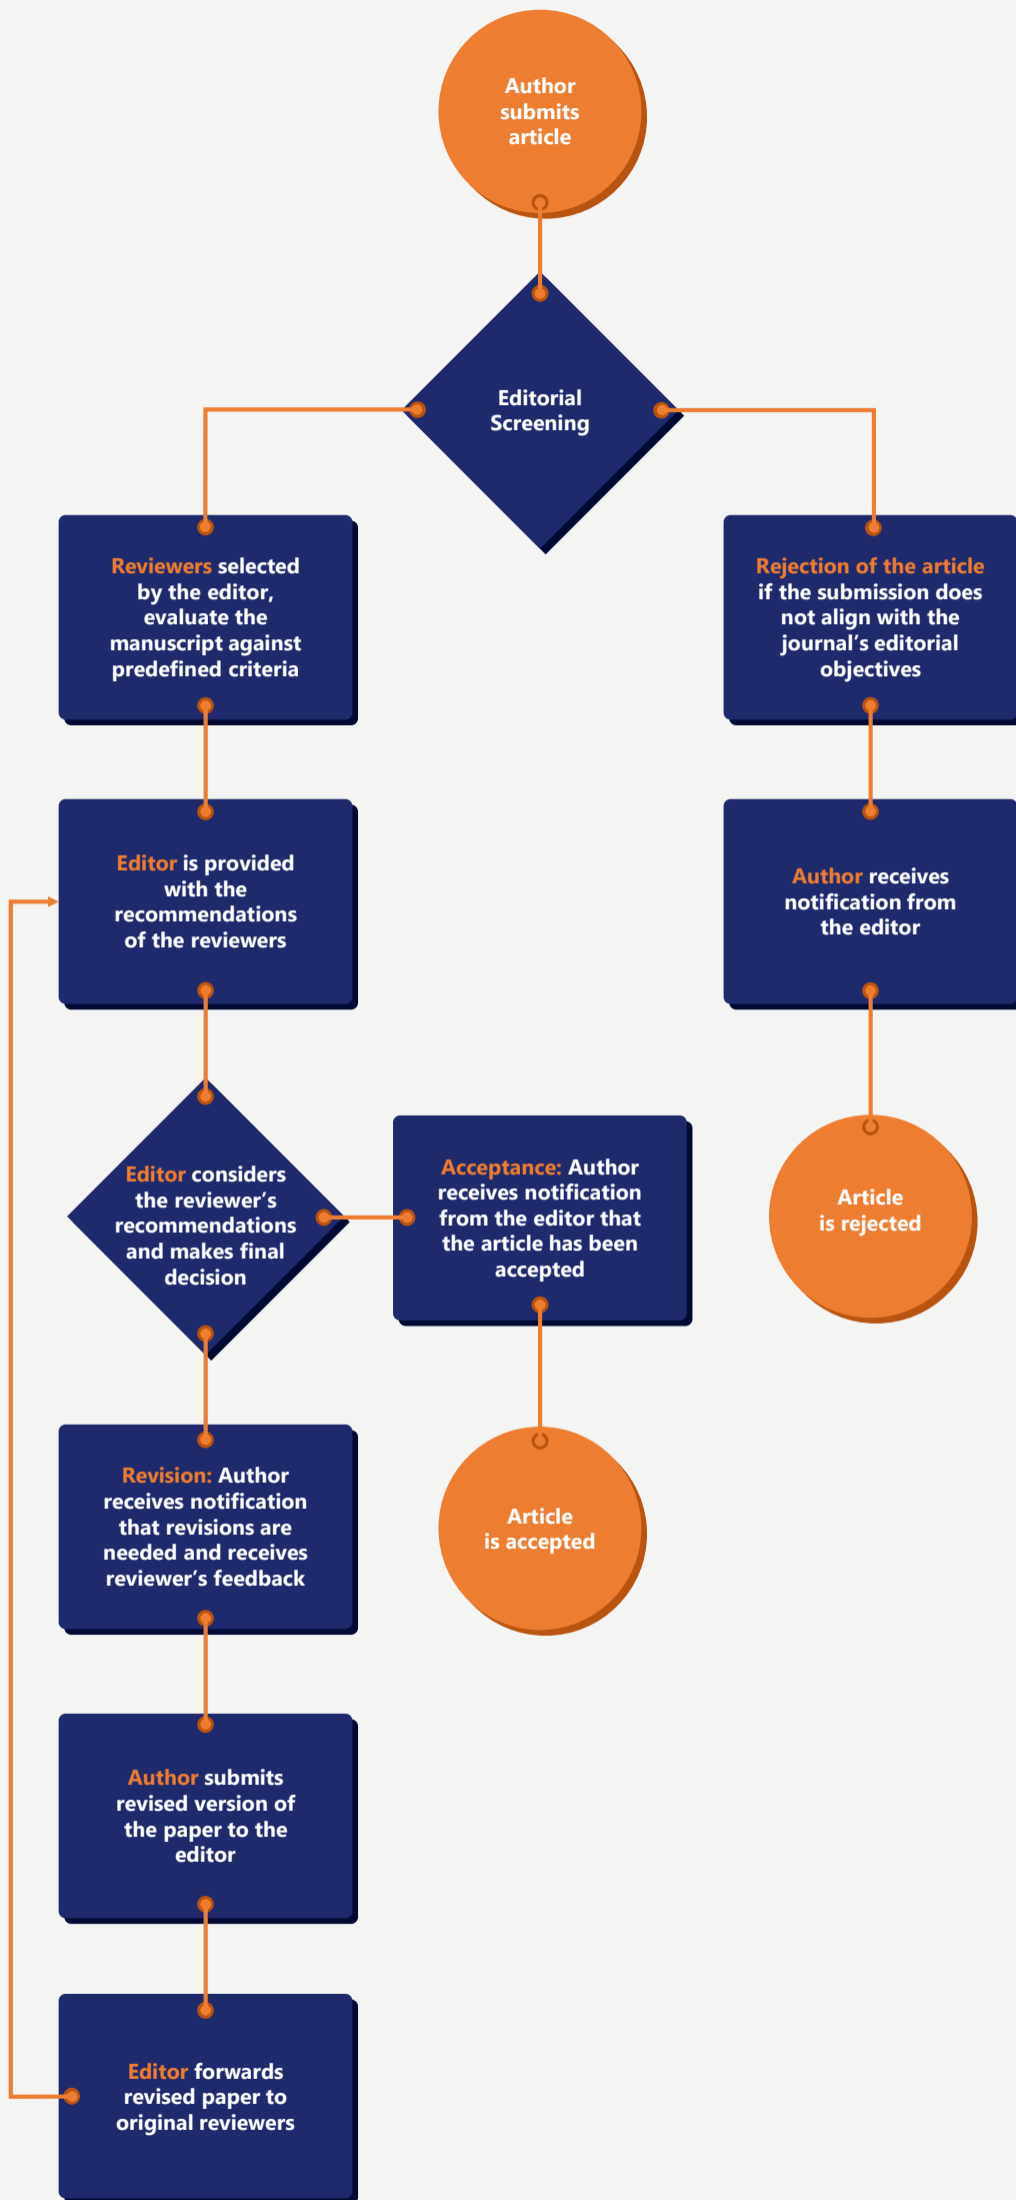 Author
submits
article
Editorial
Screening
Reviewers selected
by the editor,
evaluate the
manuscript against
predefined criteria
Rejection of the article
if the submission does
not align with the
journal’s editorial
objectives
Editor is provided
with the
recommendations
of the reviewers
Author receives
notification from
the editor
Editor considers
the reviewer’s
recommendations
and makes final
decision
Acceptance: Author
receives notification
from the editor that
the article has been
accepted
Article
is rejected
Revision: Author
receives notification
that revisions are
needed and receives
reviewer’s feedback
Article
is accepted
Author submits
revised version of
the paper to the
editor
Editor forwards
revised paper to
original reviewers